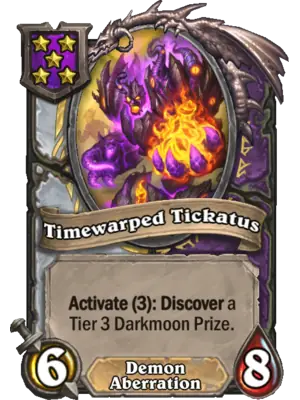 Timewarped Tickatus
Activate (3): Discover a
Tier 3 Darkmoon Prize.
6
Demon
Aberration
8